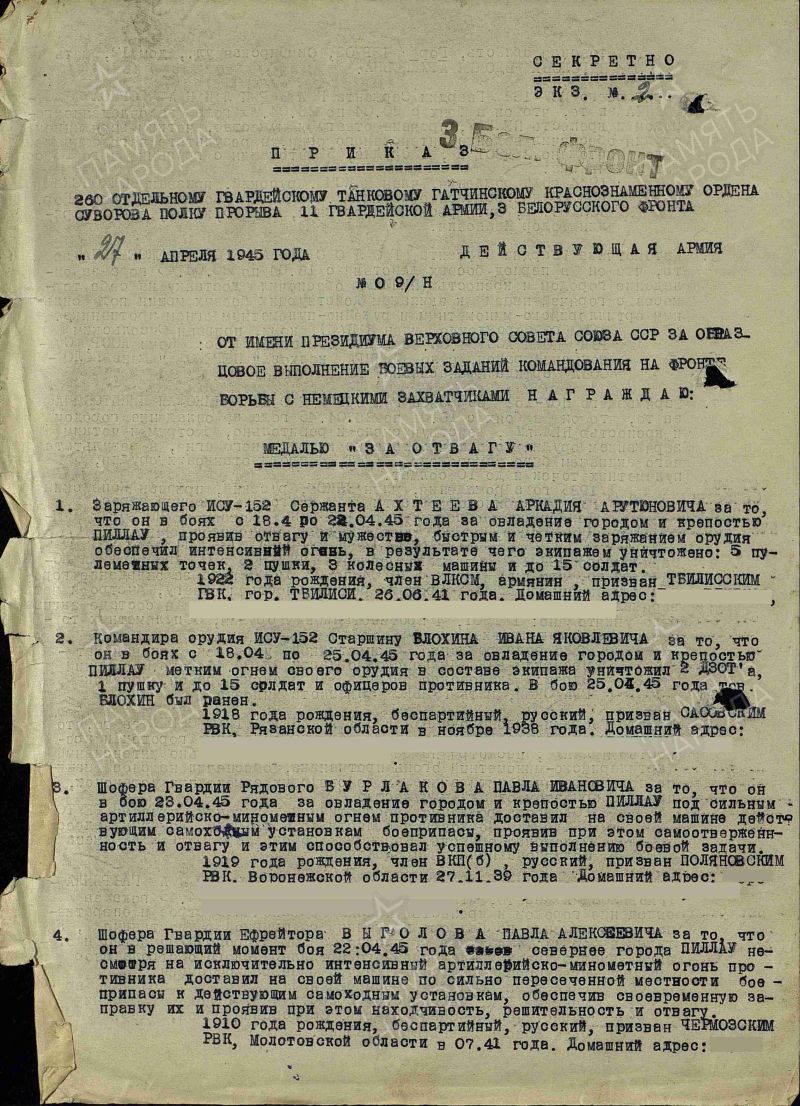 СЕКРЕТНО
ЭКЗ. № 2
ПРИКАЗ
3 Бел. Фронт
260 ОТДЕЛЬНОМУ ГВАРДЕЙСКОМУ ТАНКОВОМУ ГАТЧИНСКОМУ КРАСНОЗНАМЕННОМУ ОРДЕНА
СУВОРОВА ПОЛКУ ПРОРЫВА 11 ГВАРДЕЙСКОЙ АРМИИ, 3 БЕЛОРУССКОГО ФРОНТА
"27" АПРЕЛЯ 1945 ГОДА ДЕЙСТВУЮЩАЯ АРМИЯ
№ 09/Н
ОТ ИМЕНИ ПРЕЗИДИУМА ВЕРХОВНОГО СОВЕТА СОЮЗА ССР ЗА ОБРАЗ-
ЦОВОЕ ВЫПОЛНЕНИЕ БОЕВЫХ ЗАДАНИЙ КОМАНДОВАНИЯ НА ФРОНТЕ
БОРЬБЫ С НЕМЕЦКИМИ ЗАХВАТЧИКАМИ НАГРАЖДАЮ:
МЕДАЛЬЮ "ЗА ОТВАГУ"
1. Заряжающего ИСУ-152 Сержанта АХТЕЕВА АРКАДИЯ АРУТЮНОВИЧА за то,
что он в боях с 18.4 ро 22.04.45 года за овладение городом и крепостью
ПИЛЛАУ, проявив отвагу и мужество, быстрым и четким заряжанием орудия
обеспечил интенсивный огонь, в результате чего экипажем уничтожено: 5 пу-
леметных точек, 2 пушки, 3 колесных машины и до 15 солдат.
1922 года рождения, член ВЛКСМ, армянин, призван ТБИЛИССКИМ
ГВК. гор. ТБИЛИСИ. 26.06.41 года. Домашний адрес:
2. Командира орудия ИСУ-152 Старшину БЛОХИНА ИВАНА ЯКОВЛЕВИЧА за то, что
он в боях с 18.04 по 25.04.45 года за овладение городом и крепостью
ПИЛЛАУ метким огнем своего орудия в составе экипажа уничтожил 2 ДЗОТ'а,
1 пушку и до 15 солдат и офицеров противника. В бою 25.04.45 года тов.
БЛОХИН был ранен.
1918 года рождения, беспартийный, русский, призван САСОВСКИМ
РВК, Рязанской области в ноябре 1938 года. Домашний адрес:
3. Шофера Гвардии Рядового БУРЛАКОВА ПАВЛА ИВАНОВИЧА за то, что он
в бою 23.04.45 года за овладение городом и крепостью ПИЛЛАУ под сильным
артиллерийско-минометным огнем противника доставил на своей машине дейст-
вующим самоходным установкам боеприпасы, проявив при этом самоотвержен-
ность и отвагу и этим способствовал успешному выполнению боевой задачи.
1919 года рождения, член ВКП(б), русский, призван ПОЛЯНОВСКИМ
РВК. Воронежской области 27.11.39 года Домашний адрес:
4. Шофера Гвардии Ефрейтора ВЫГОЛОВА ПАВЛА АЛЕКСЕЕВИЧА за то, что
он в решающий момент боя 22:04.45 года севернее города ПИЛЛАУ не-
смотря на исключительно интенсивный артиллерийско-минометный огонь про-
тивника доставил на своей машине по сильно пересеченной местности бое-
припасы к действующим самоходным установкам, обеспечив своевременную за-
правку их и проявив при этом находчивость, решительность и отвагу.
1910 года рождения, беспартийный, русский, призван ЧЕРМОЗСКИМ
РВК, Молотовской области в 07.41 года. Домашний адрес:
ПАМЯТЬ НАРОДА